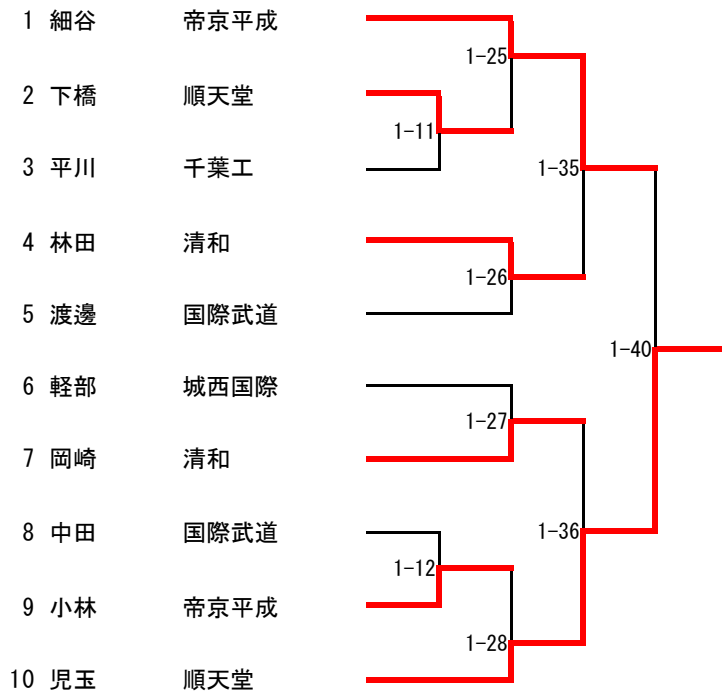 1 細谷 帝京平成
1-25
2 下橋 順天堂
1-11
3 平川 千葉工
1-35
4 林田 清和
1-26
5 渡邊 国際武道
1-40
6 軽部 城西国際
1-27
7 岡崎 清和
8 中田 国際武道
1-36
1-12
9 小林 帝京平成
1-28
10 児玉 順天堂